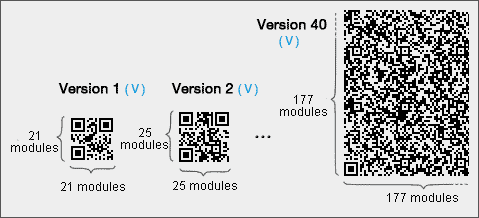 Version 40
(V)
Version 1 (V)
Version 2 (V)
177
modules
21
modules
25
modules
...
21 modules
25 modules
177 modules